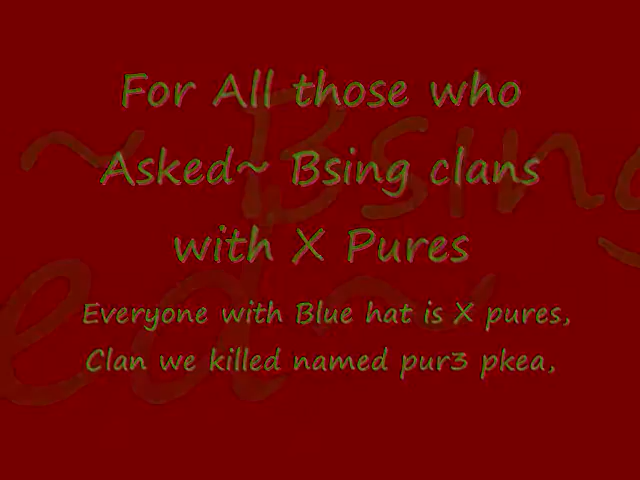 For All those who
Asked~ Bsing clans
with X Pures
Everyone with Blue hat is X pures,
Clan we killed named pur3 pkea,